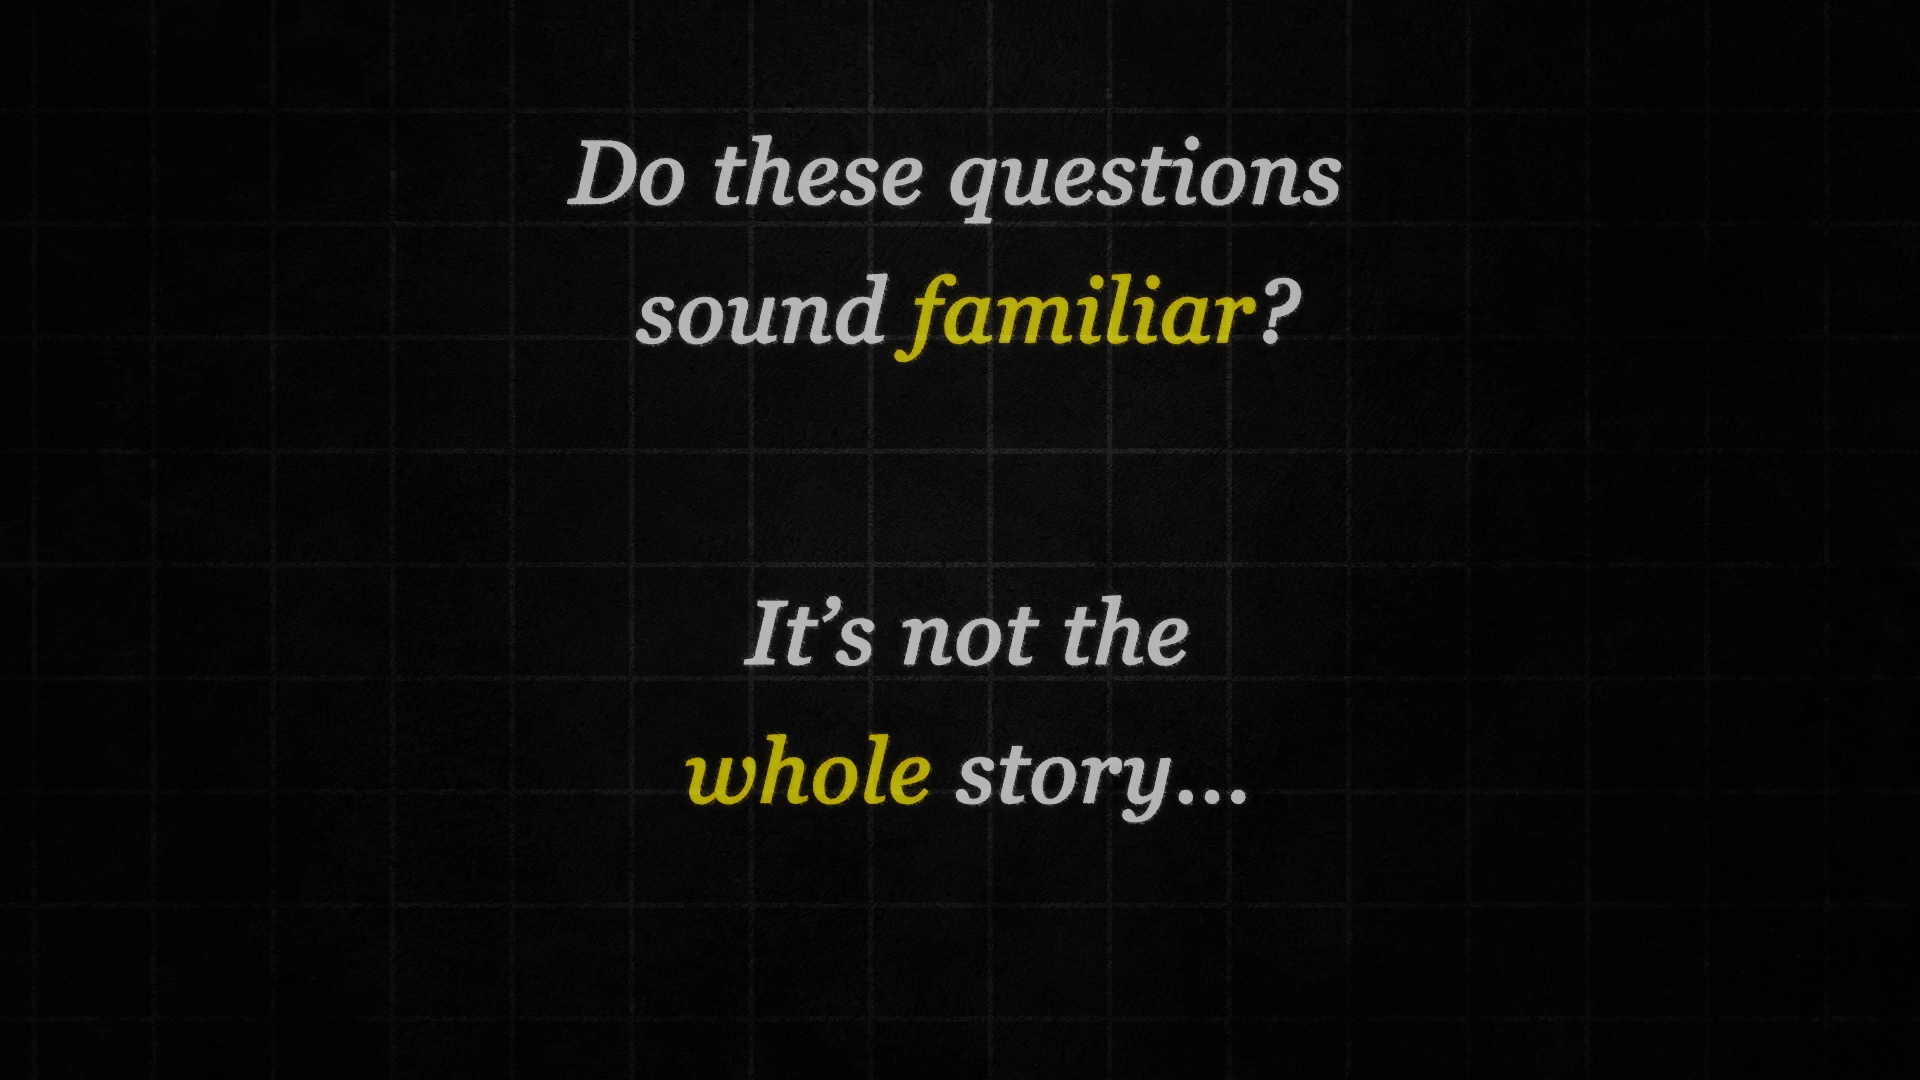 Do these questions
sound familiar?
It’s not the
whole story...